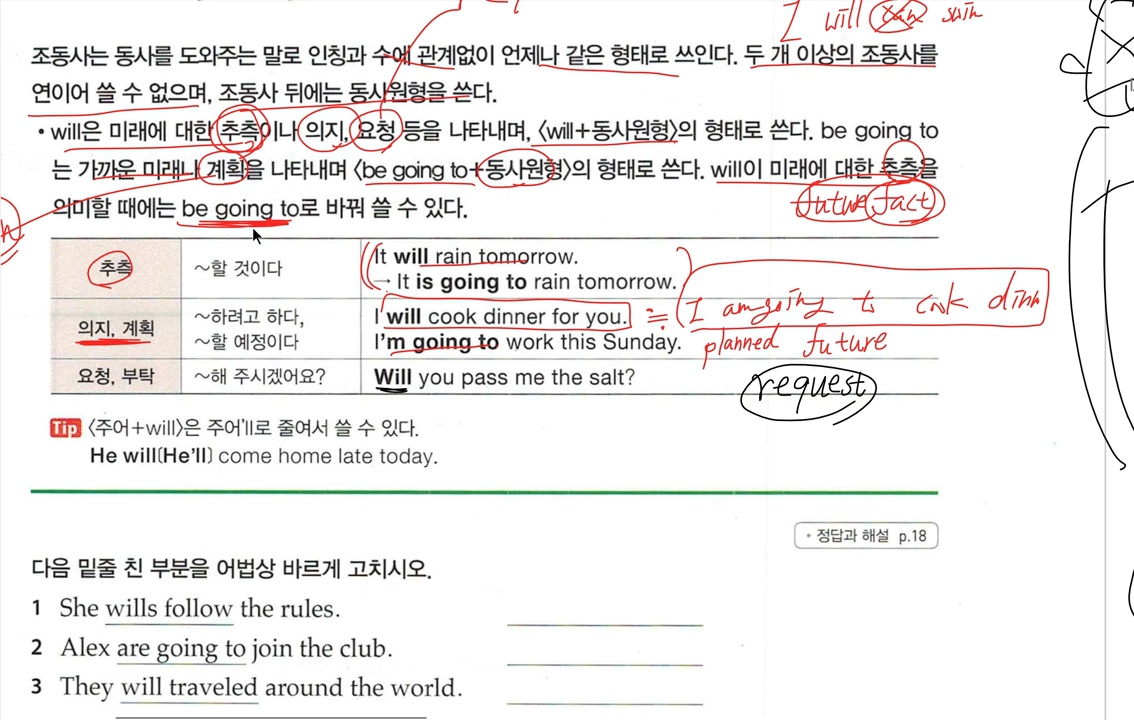 I will can swim
조동사는 동사를 도와주는 말로 인칭과 수에 관계없이 언제나 같은 형태로 쓰인다. 두 개 이상의 조동사를
연이어 쓸 수 없으며, 조동사 뒤에는 동사원형을 쓴다.
• will은 미래에 대한 추측이나 의지, 요청 등을 나타내며, 〈will+동사원형〉의 형태로 쓴다. be going to
는 가까운 미래나 계획을 나타내며 〈be going to+동사원형〉의 형태로 쓴다. will이 미래에 대한 추측을
의미할 때에는 be going to로 바꿔 쓸 수 있다.
future fact
추측 ~할 것이다 It will rain tomorrow.
→ It is going to rain tomorrow.
의지, 계획 ~하려고 하다, I will cook dinner for you. ≒ I am going to cook dinn
~할 예정이다 I'm going to work this Sunday. planned future
요청, 부탁 ~해 주시겠어요? Will you pass me the salt? request
Tip 〈주어+will〉은 주어'll로 줄여서 쓸 수 있다.
He will(He'll) come home late today.
• 정답과 해설 p.18
다음 밑줄 친 부분을 어법상 바르게 고치시오.
1 She wills follow the rules.
2 Alex are going to join the club.
3 They will traveled around the world.